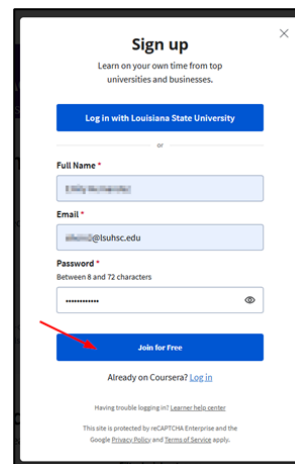 Sign up
Learn on your own time from top
universities and businesses.
Log in with Louisiana State University
or
Full Name *
Email *
@lsuhsc.edu
Password *
Between 8 and 72 characters
••••••••••••
Join for Free
Already on Coursera? Log in
Having trouble logging in? Learner help center
This site is protected by reCAPTCHA Enterprise and the
Google Privacy Policy and Terms of Service apply.